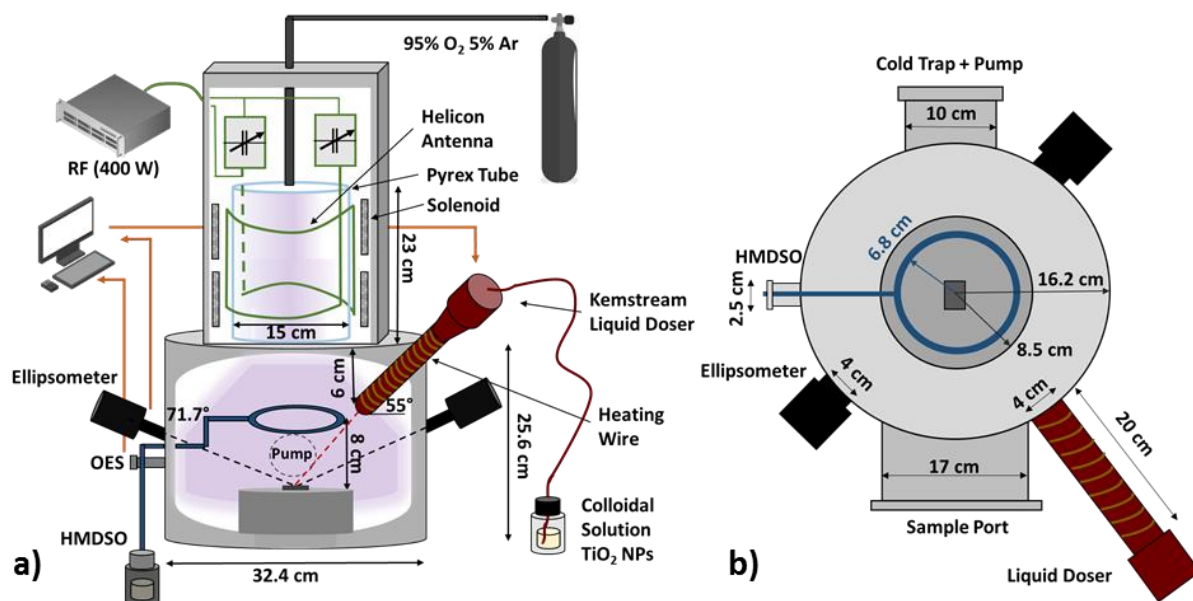 95% O₂ 5% Ar
RF (400 W)
Helicon
Antenna
Pyrex Tube
Solenoid
23 cm
15 cm
Kemstream
Liquid Doser
Ellipsometer
71.7°
6 cm
55°
Heating
Wire
25.6 cm
Pump
8 cm
OES
HMDSO
Colloidal
Solution
TiO₂ NPs
32.4 cm
a)
Cold Trap + Pump
10 cm
6.8 cm
HMDSO
2.5 cm
16.2 cm
8.5 cm
Ellipsometer
4 cm
4 cm
20 cm
17 cm
Sample Port
Liquid Doser
b)